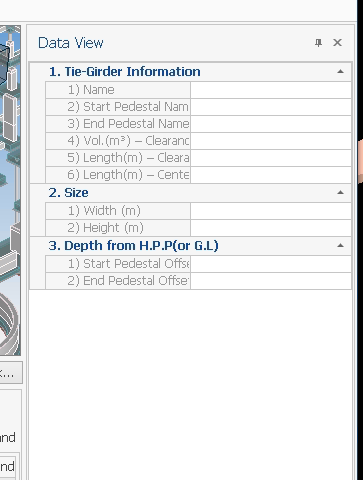 Data View
1. Tie-Girder Information
1) Name
2) Start Pedestal Nam
3) End Pedestal Name
4) Vol.(m³) – Clearanc
5) Length(m) – Cleara
6) Length(m) – Cente
2. Size
1) Width (m)
2) Height (m)
3. Depth from H.P.P(or G.L)
1) Start Pedestal Offse
2) End Pedestal Offse
...
and
nd